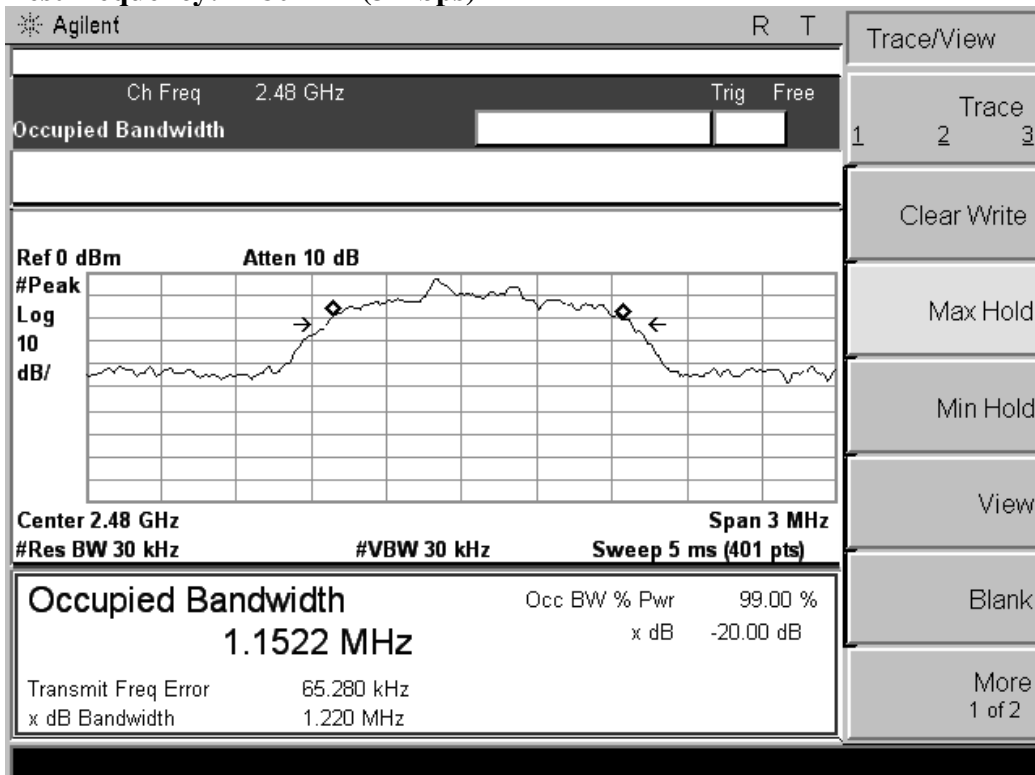 Agilent R T
Trace/View
Ch Freq 2.48 GHz Trig Free
Occupied Bandwidth
Trace
1 2 3
Clear Write
Max Hold
Min Hold
View
Blank
More
1 of 2
Ref 0 dBm Atten 10 dB
#Peak
Log
10
dB/
Center 2.48 GHz Span 3 MHz
#Res BW 30 kHz #VBW 30 kHz Sweep 5 ms (401 pts)
Occupied Bandwidth Occ BW % Pwr 99.00 %
1.1522 MHz x dB -20.00 dB
Transmit Freq Error 65.280 kHz
x dB Bandwidth 1.220 MHz